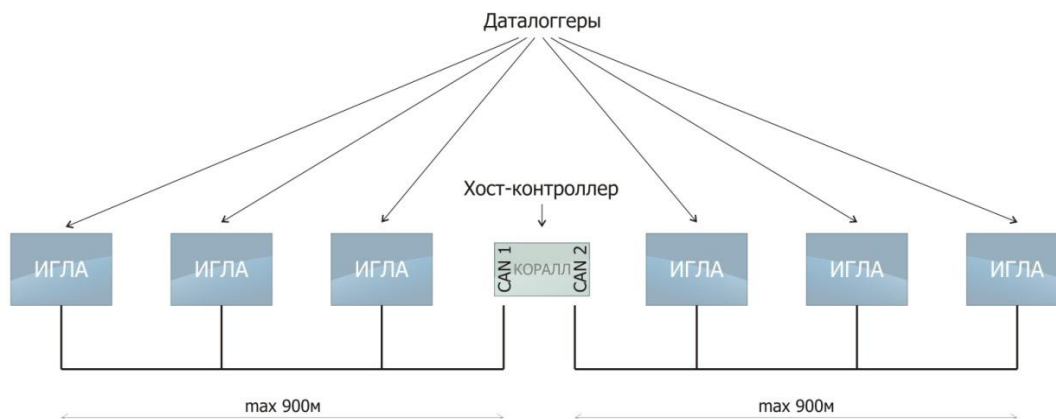 Даталоггеры
Хост-контроллер
ИГЛА
ИГЛА
ИГЛА
CAN 1
КОРАЛЛ
CAN 2
ИГЛА
ИГЛА
ИГЛА
max 900м
max 900м